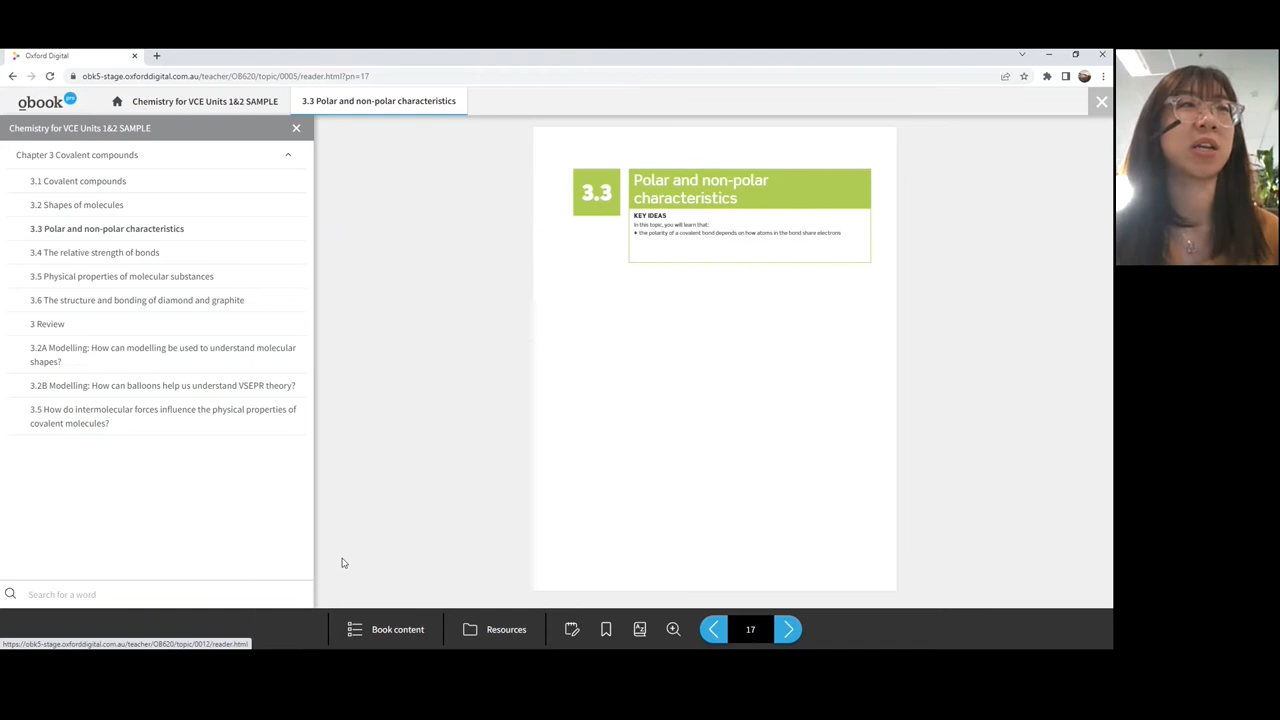 Oxford Digital
obk5-stage.oxforddigital.com.au/teacher/OB620/topic/0005/reader.html?pn=17
obook pro
Chemistry for VCE Units 1&2 SAMPLE
3.3 Polar and non-polar characteristics
Chemistry for VCE Units 1&2 SAMPLE
Chapter 3 Covalent compounds
3.1 Covalent compounds
3.2 Shapes of molecules
3.3 Polar and non-polar characteristics
3.4 The relative strength of bonds
3.5 Physical properties of molecular substances
3.6 The structure and bonding of diamond and graphite
3 Review
3.2A Modelling: How can modelling be used to understand molecular
shapes?
3.2B Modelling: How can balloons help us understand VSEPR theory?
3.5 How do intermolecular forces influence the physical properties of
covalent molecules?
Search for a word
3.3
Polar and non-polar
characteristics
KEY IDEAS
In this topic, you will learn that:
✦ the polarity of a covalent bond depends on how atoms in the bond share electrons
Book content
Resources
17
https://obk5-stage.oxforddigital.com.au/teacher/OB620/topic/0012/reader.html